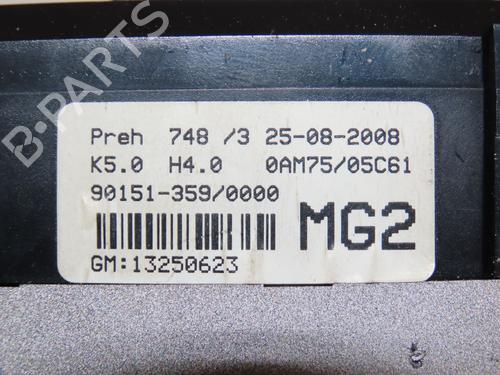 Preh 748 /3 25-08-2008
K5.0 H4.0 0AM75/05C61
90151-359/0000
MG2
GM:13250623
B-PARTS